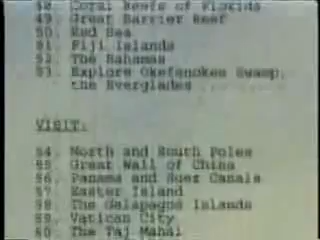 48. Coral Reefs of Florida
49. Great Barrier Reef
50. Red Sea
51. Fiji Islands
52. The Bahamas
53. Explore Okefenokee Swamp,
the Everglades
VISIT:
54. North and South Poles
55. Great Wall of China
56. Panama and Suez Canals
57. Easter Island
58. The Galapagos Islands
59. Vatican City
60. The Taj Mahal